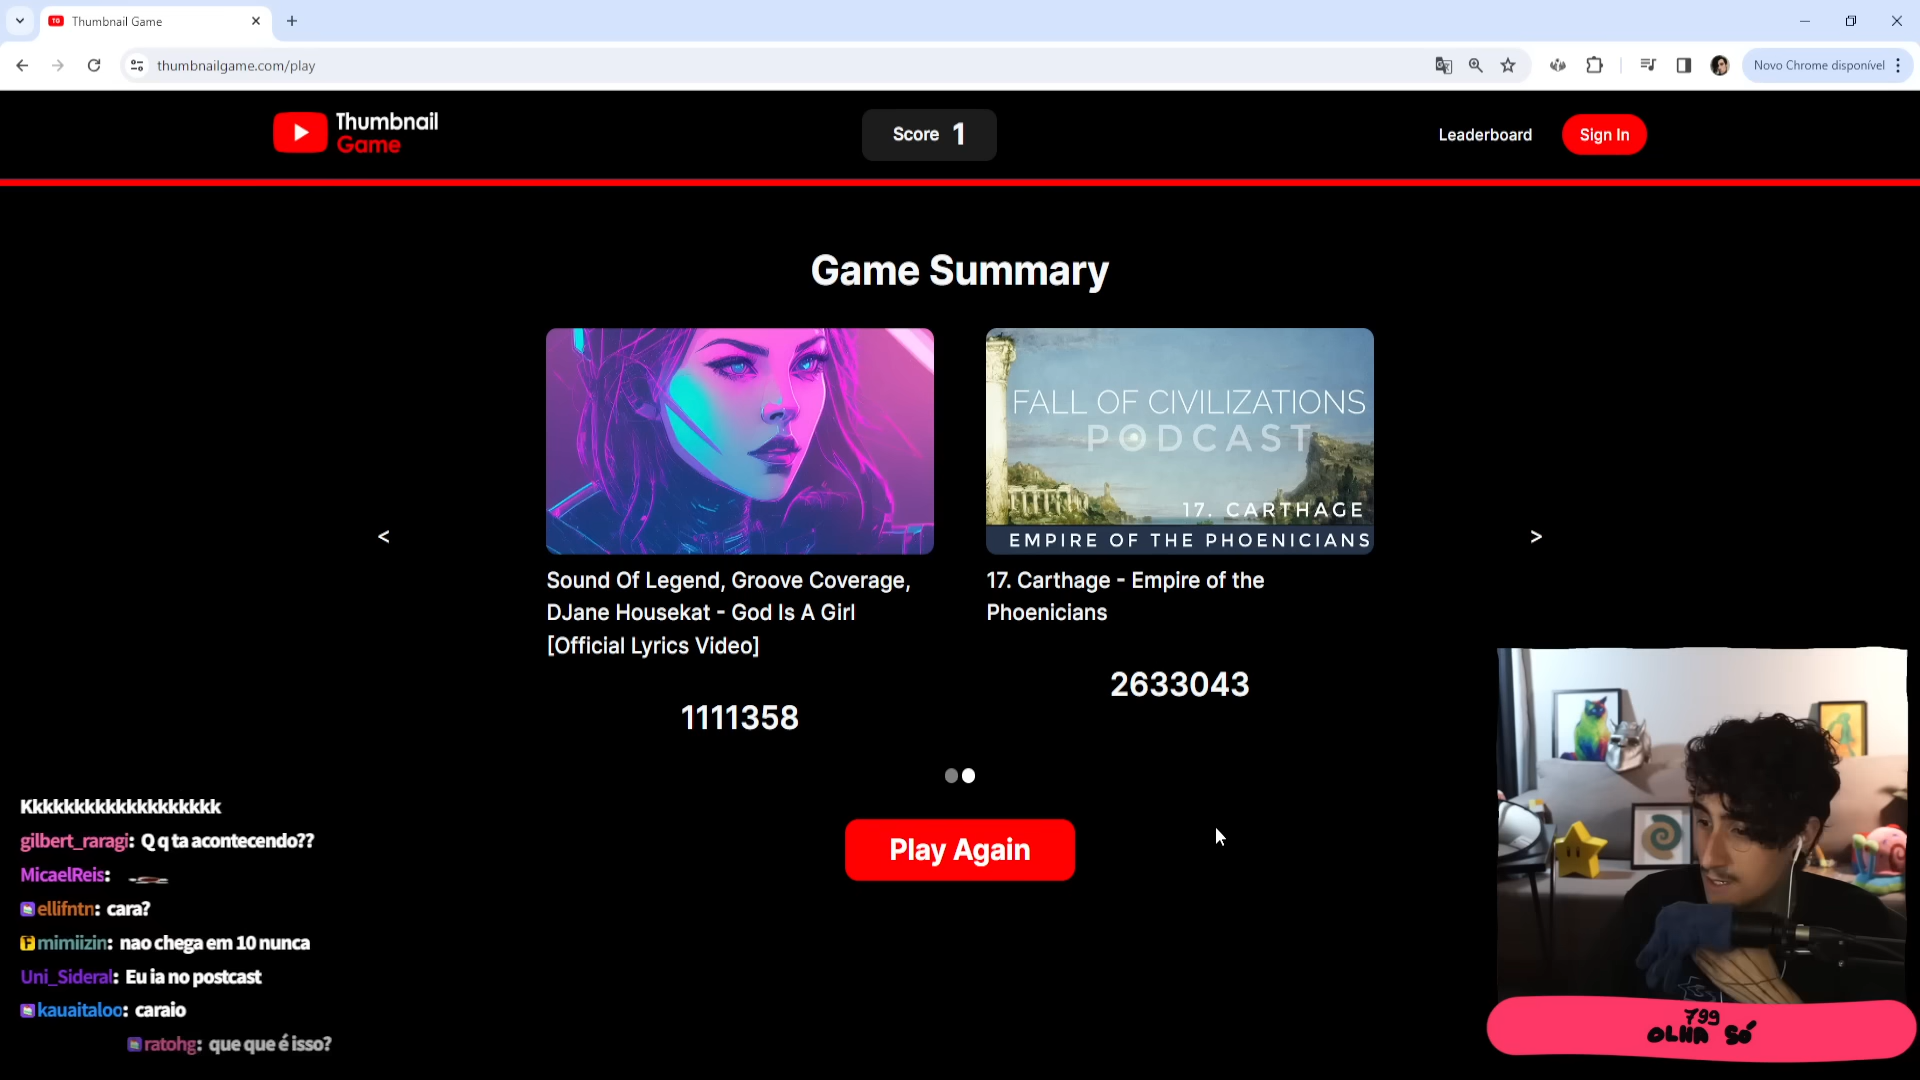 Thumbnail Game
thumbnailgame.com/play
Novo Chrome disponível
Thumbnail
Game
Score 1
Leaderboard
Sign In
Game Summary
FALL OF CIVILIZATIONS
PODCAST
17. CARTHAGE
EMPIRE OF THE PHOENICIANS
<
>
Sound Of Legend, Groove Coverage,
DJane Housekat - God Is A Girl
[Official Lyrics Video]
1111358
17. Carthage - Empire of the
Phoenicians
2633043
Play Again
Kkkkkkkkkkkkkkkkkkk
gilbert_raragi: Q q ta acontecendo??
MicaelReis:
ellifntn: cara?
mimiizin: nao chega em 10 nunca
Uni_Sideral: Eu ia no postcast
kauaitaloo: caraio
ratohg: que que é isso?
799
OLHA SÓ